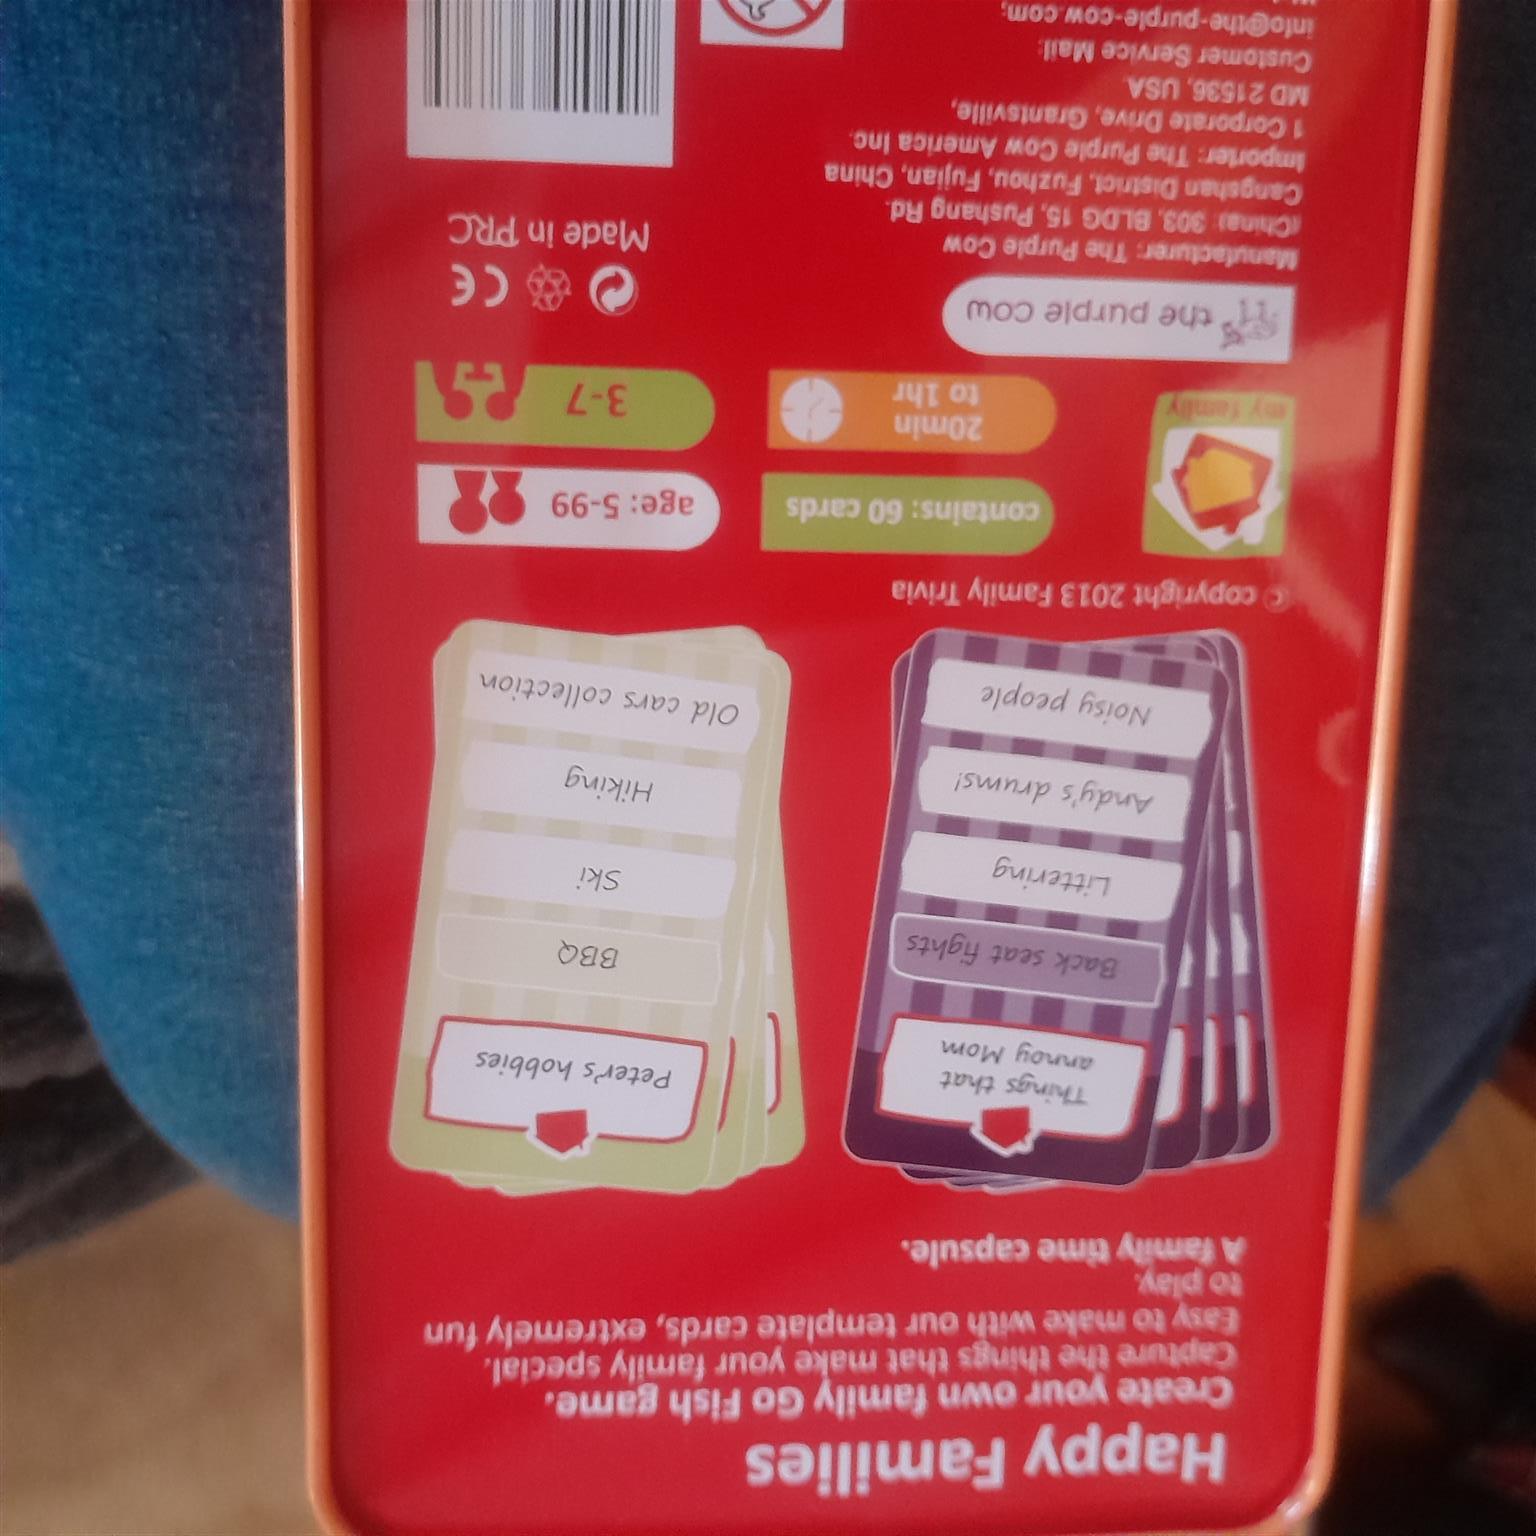 Happy Families
Create your own family Go Fish game.
Capture the things that make your family special.
Easy to make with our template cards, extremely fun
to play.
A family time capsule.
Things that
annoy Mom
Back seat fights
Littering
Andy's drums!
Noisy people
Peter's hobbies
BBQ
Ski
Hiking
Old cars collection
© copyright 2013 Family Trivia
my family
contains: 60 cards
age: 5-99
20min
to 1hr
3-7
the purple cow
Manufacturer: The Purple Cow
(China): 303, BLDG 15, Pushang Rd.
Cangshan District, Fuzhou, Fujian, China
Importer: The Purple Cow America Inc.
1 Corporate Drive, Grantsville,
MD 21536, USA
Customer Service Mail:
info@the-purple-cow.com;
CE
Made in PRC